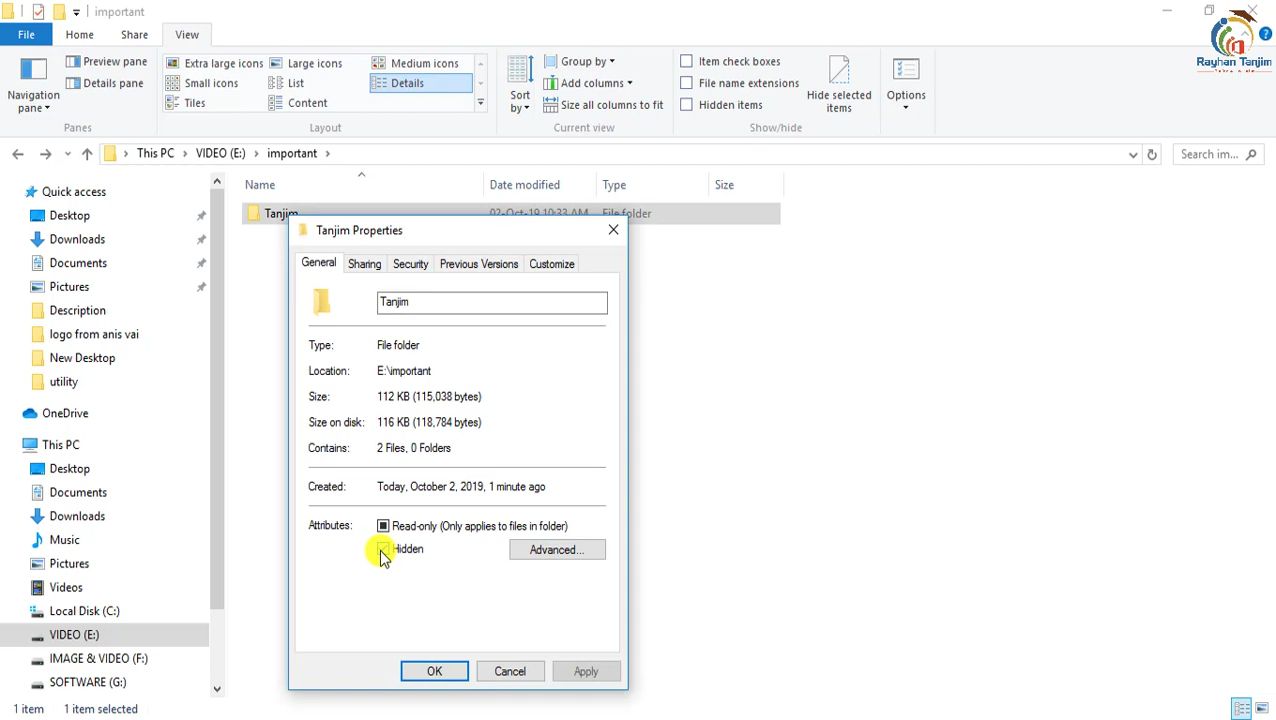 important
File
Home
Share
View
Navigation
pane
Preview pane
Details pane
Panes
Extra large icons
Large icons
Medium icons
Small icons
List
Details
Tiles
Content
Layout
Sort
by
Group by
Add columns
Size all columns to fit
Current view
Item check boxes
File name extensions
Hidden items
Show/hide
Hide selected
items
Options
Rayhan Tanjim
This PC
VIDEO (E:)
important
Search im...
Name
Date modified
Type
Size
Tanjim
02-Oct-19 10:33 AM
File folder
Quick access
Desktop
Downloads
Documents
Pictures
Description
logo from anis vai
New Desktop
utility
OneDrive
This PC
Desktop
Documents
Downloads
Music
Pictures
Videos
Local Disk (C:)
VIDEO (E:)
IMAGE & VIDEO (F:)
SOFTWARE (G:)
Tanjim Properties
General
Sharing
Security
Previous Versions
Customize
Tanjim
Type: File folder
Location: E:\important
Size: 112 KB (115,038 bytes)
Size on disk: 116 KB (118,784 bytes)
Contains: 2 Files, 0 Folders
Created: Today, October 2, 2019, 1 minute ago
Attributes: Read-only (Only applies to files in folder)
Hidden
Advanced...
OK
Cancel
Apply
1 item
1 item selected